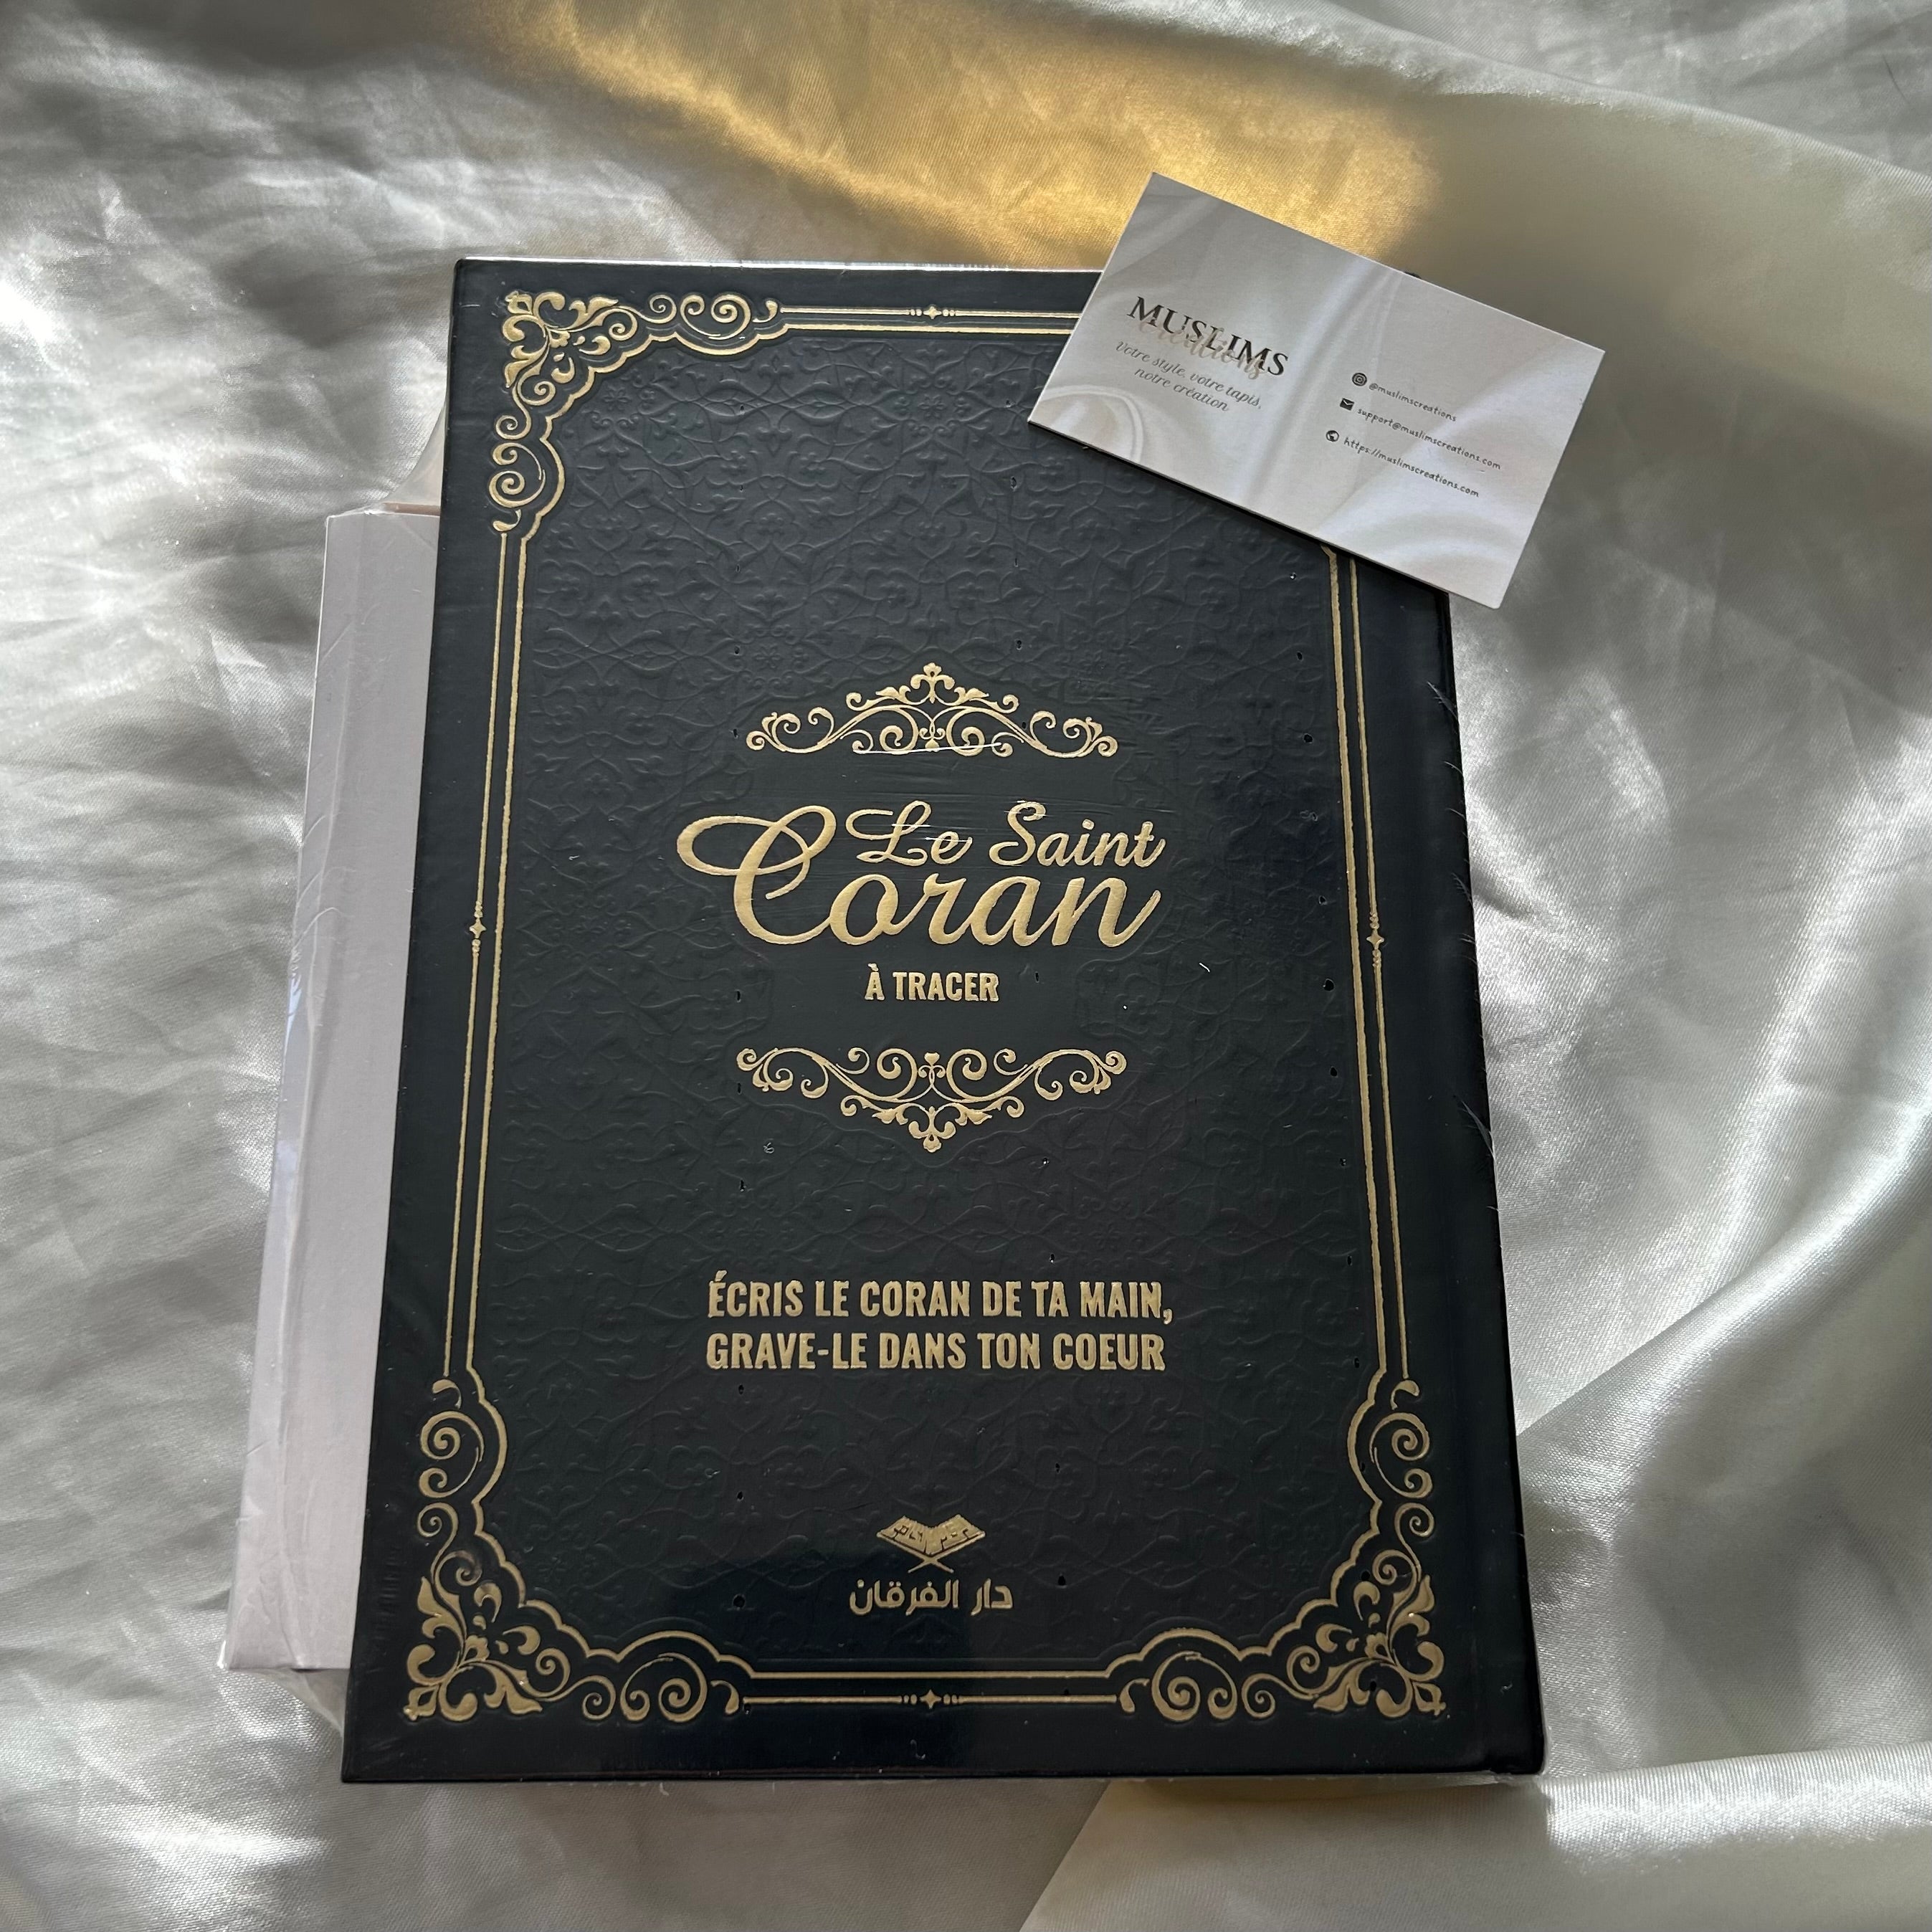 MUSLIMS
Creations
Votre style, votre tapis,
notre création
@muslimscreations
support@muslimscreations.com
https://muslimscreations.com
Le Saint
Coran
À TRACER
ÉCRIS LE CORAN DE TA MAIN,
GRAVE-LE DANS TON COEUR
دار الفرقان